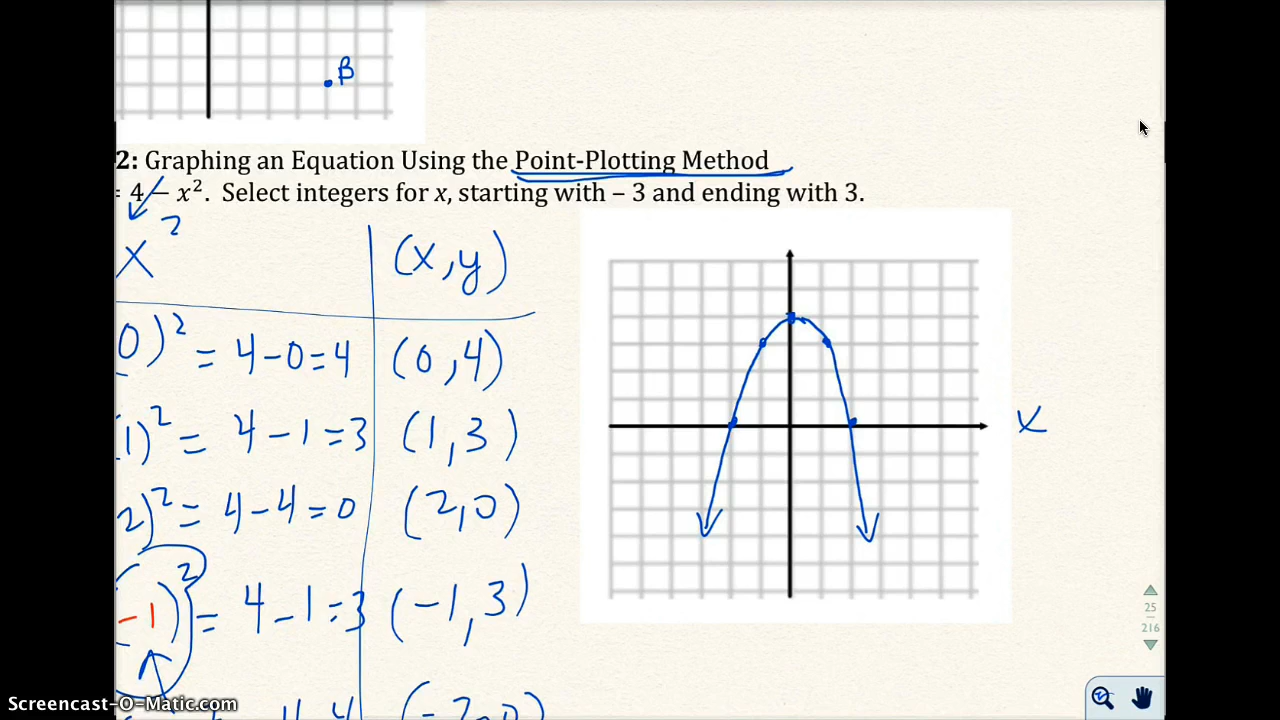 B
2: Graphing an Equation Using the Point-Plotting Method
= 4 − x². Select integers for x, starting with – 3 and ending with 3.
x² (x,y)
0)² = 4-0=4 (0,4)
(1)² = 4-1=3 (1,3)
2)² = 4-4=0 (2,0)
(-1)² = 4-1=3 (-1,3)
(-2,0)
x
25
216
Screencast-O-Matic.com